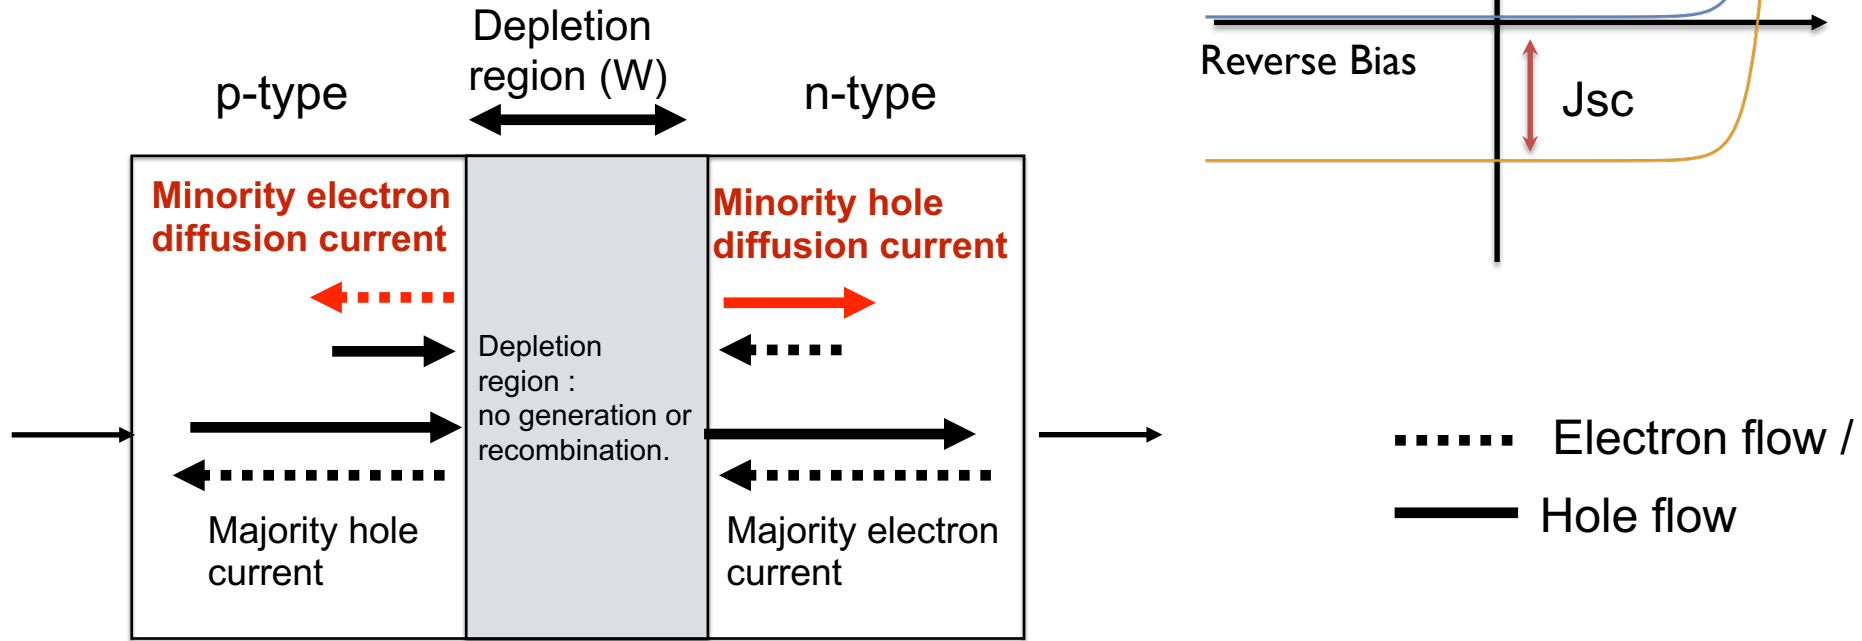 Depletion
region (W)
p-type
n-type
Minority electron
diffusion current
Minority hole
diffusion current
Depletion
region :
no generation or
recombination.
Majority hole
current
Majority electron
current
Reverse Bias
Jsc
Electron flow /
Hole flow